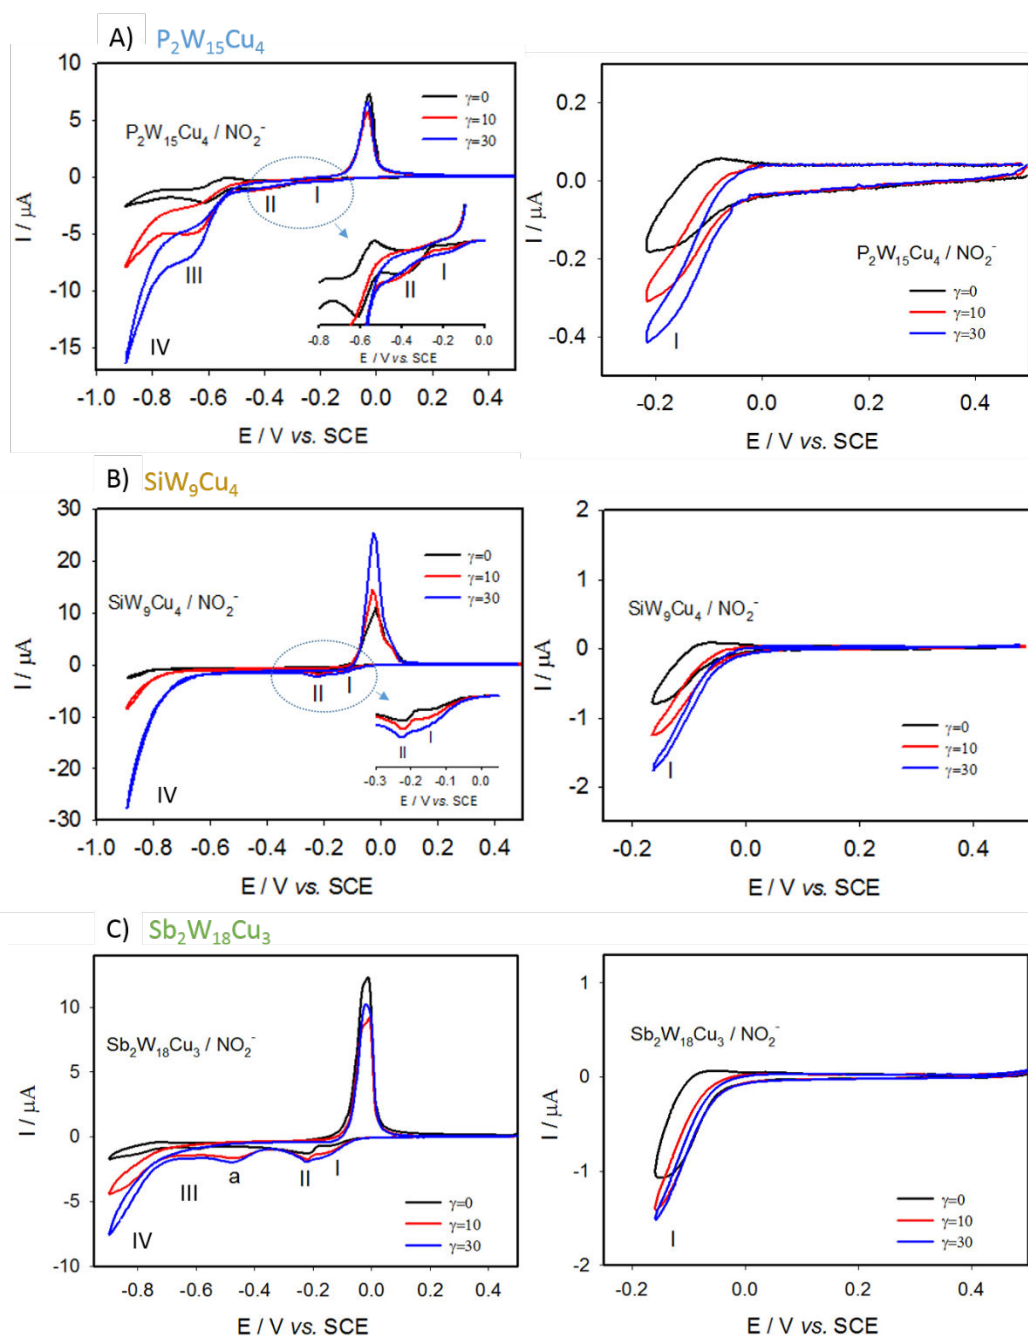 A) P₂W₁₅Cu₄
10
5
0
-5
-10
-15
I / μA
P₂W₁₅Cu₄ / NO₂⁻
γ=0
γ=10
γ=30
I
II
III
IV
I
II
-0.8 -0.6 -0.4 -0.2 0.0
E / V vs. SCE
-1.0 -0.8 -0.6 -0.4 -0.2 0.0 0.2 0.4
E / V vs. SCE
0.2
0.0
-0.2
-0.4
I / μA
P₂W₁₅Cu₄ / NO₂⁻
γ=0
γ=10
γ=30
I
-0.2 0.0 0.2 0.4
E / V vs. SCE
B) SiW₉Cu₄
30
20
10
0
-10
-20
-30
I / μA
γ=0
γ=10
γ=30
SiW₉Cu₄ / NO₂⁻
II I
IV
I
II
-0.3 -0.2 -0.1 0.0
E / V vs. SCE
-1.0 -0.8 -0.6 -0.4 -0.2 0.0 0.2 0.4
E / V vs. SCE
2
1
0
-1
-2
I / μA
SiW₉Cu₄ / NO₂⁻
γ=0
γ=10
γ=30
I
-0.2 0.0 0.2 0.4
E / V vs. SCE
C) Sb₂W₁₈Cu₃
10
5
0
-5
-10
I / μA
Sb₂W₁₈Cu₃ / NO₂⁻
III a II I
IV
γ=0
γ=10
γ=30
-0.8 -0.6 -0.4 -0.2 0.0 0.2 0.4
E / V vs. SCE
1
0
-1
-2
I / μA
Sb₂W₁₈Cu₃ / NO₂⁻
γ=0
γ=10
γ=30
I
-0.2 0.0 0.2 0.4
E / V vs. SCE